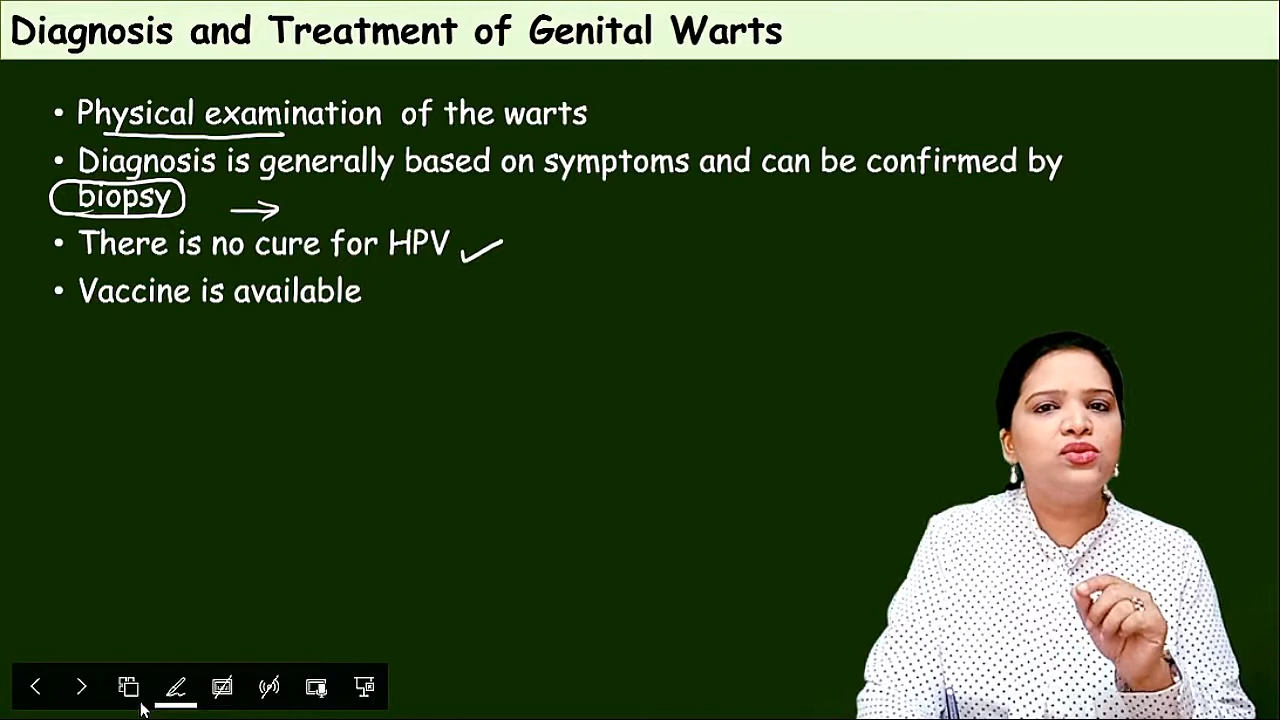 Diagnosis and Treatment of Genital Warts
• Physical examination of the warts
• Diagnosis is generally based on symptoms and can be confirmed by
biopsy
• There is no cure for HPV
• Vaccine is available